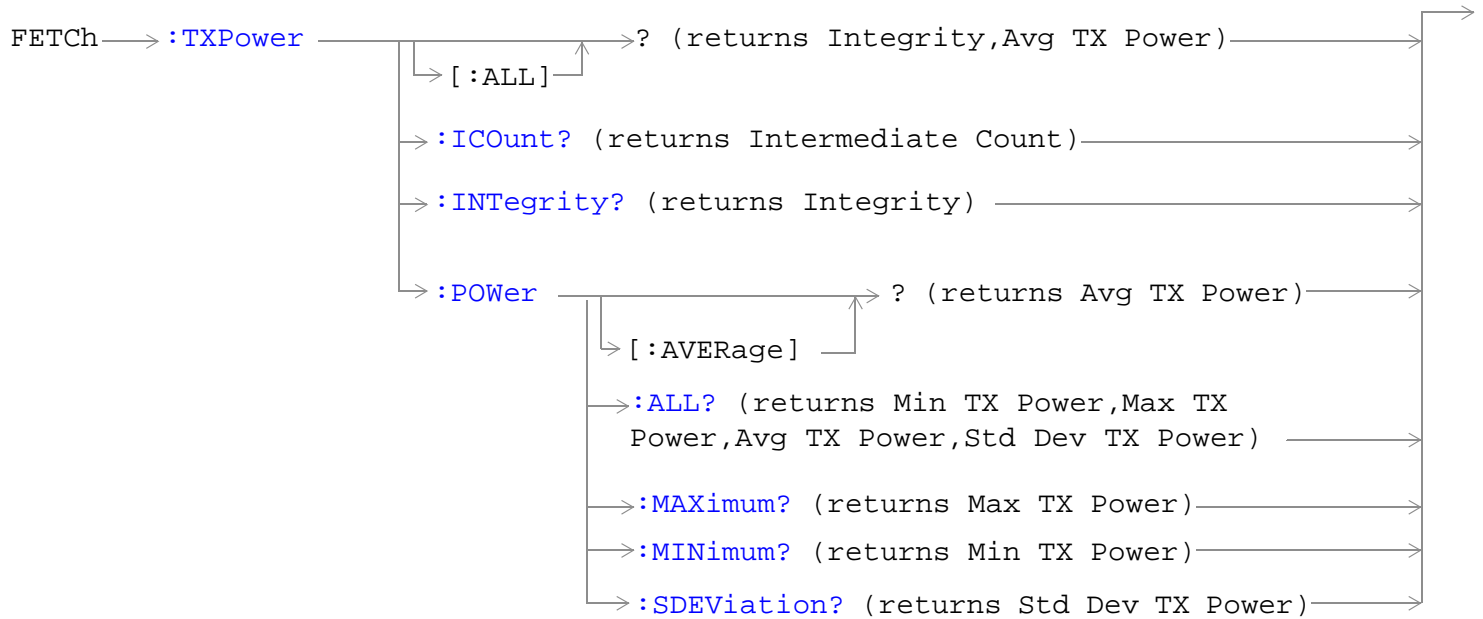 FETCh :TXPower ? (returns Integrity,Avg TX Power)
[:ALL]
:ICOunt? (returns Intermediate Count)
:INTegrity? (returns Integrity)
:POWer ? (returns Avg TX Power)
[:AVERage]
:ALL? (returns Min TX Power,Max TX
Power,Avg TX Power,Std Dev TX Power)
:MAXimum? (returns Max TX Power)
:MINimum? (returns Min TX Power)
:SDEViation? (returns Std Dev TX Power)